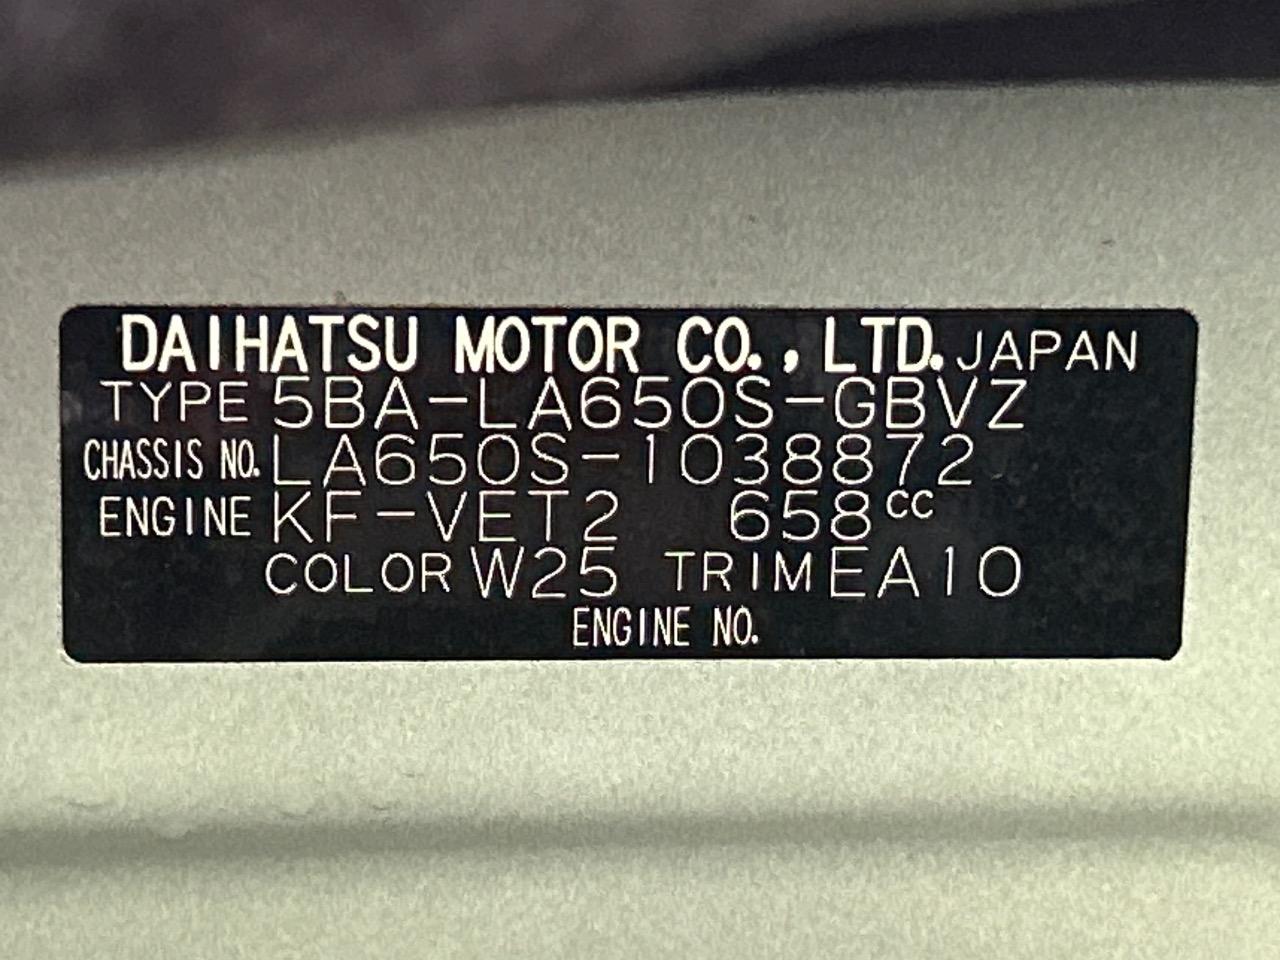 DAIHATSU MOTOR CO., LTD. JAPAN
TYPE 5BA-LA650S-GBVZ
CHASSIS NO. LA650S-1038872
ENGINE KF-VET2 658cc
COLOR W25 TRIM EA10
ENGINE NO.